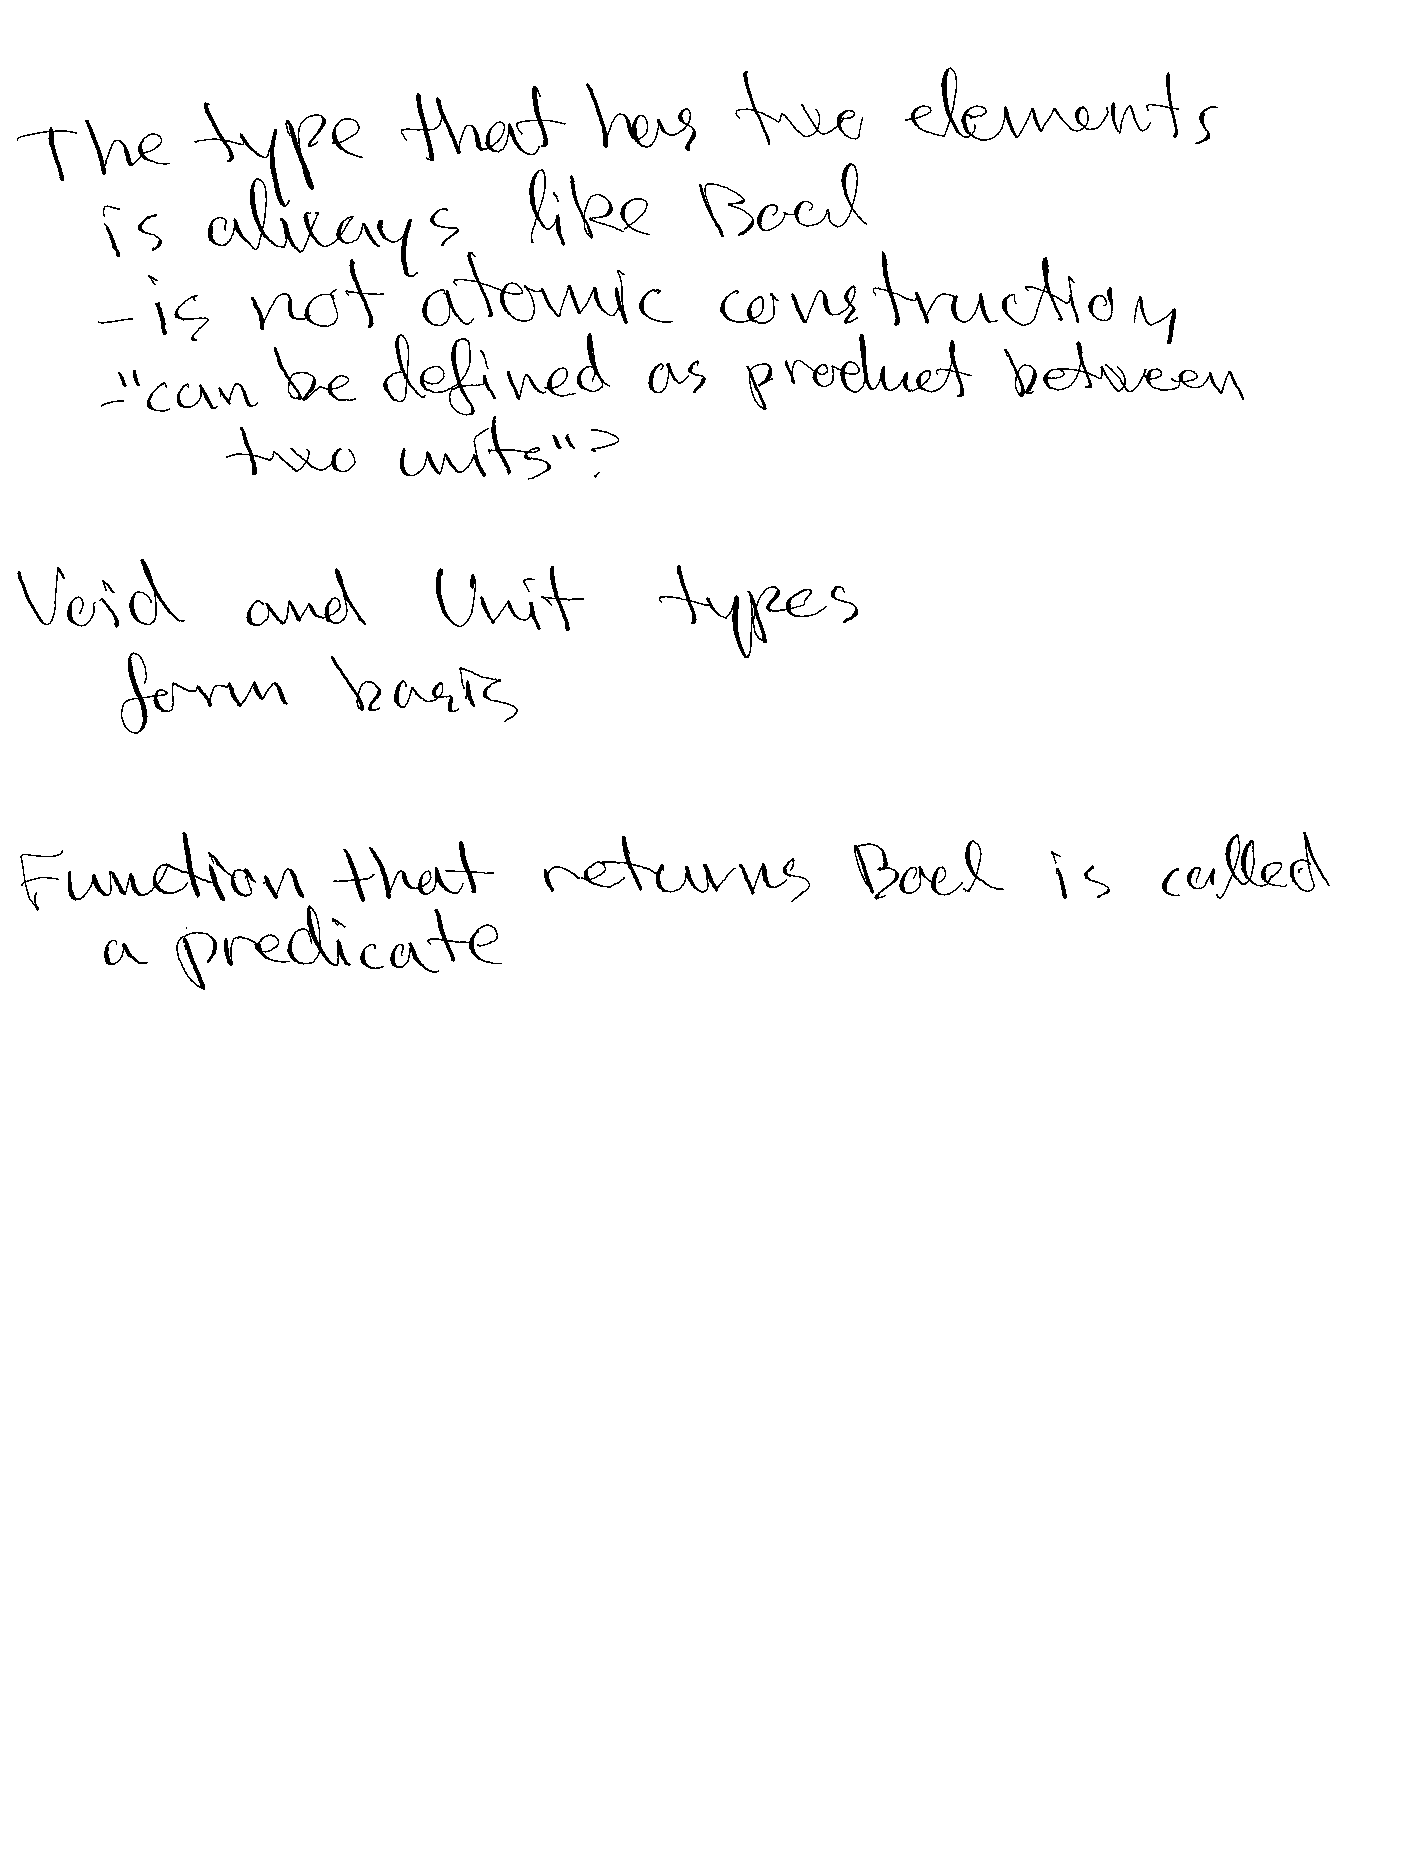 The type that has two elements
is always like Bool
- is not atomic construction
- "can be defined as product between
two units"?
Void and Unit types
form basis
Function that returns Bool is called
a predicate